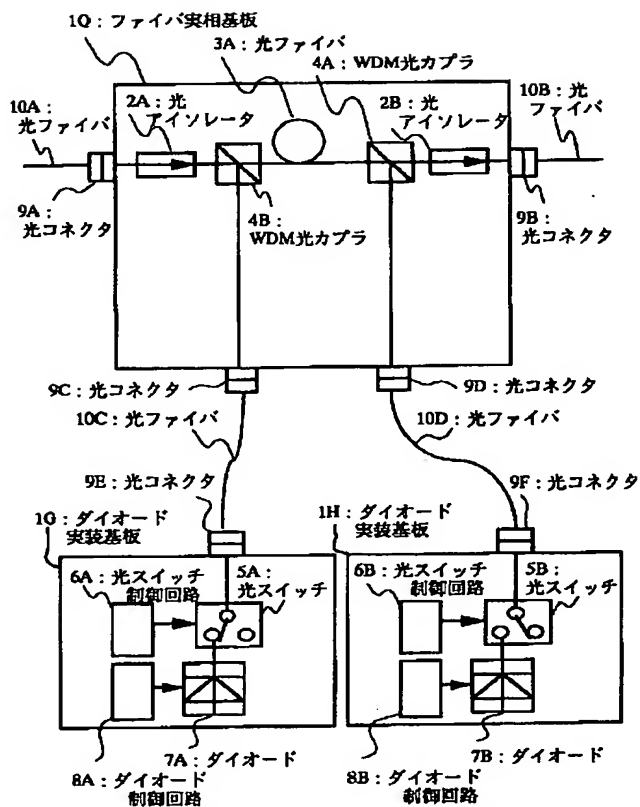 1Q：ファイバ実相基板
3A：光ファイバ
4A：WDM光カプラ
10A：
光ファイバ
2A：光
アイソレータ
2B：光
アイソレータ
10B：光
ファイバ
9A：
光コネクタ
4B：
WDM光カプラ
9B：
光コネクタ
9C：光コネクタ
9D：光コネクタ
10C：光ファイバ
10D：光ファイバ
9E：光コネクタ
9F：光コネクタ
1G：ダイオード
実装基板
1H：ダイオード
実装基板
6A：光スイッチ
制御回路
5A：
光スイッチ
6B：光スイッチ
制御回路
5B：
光スイッチ
7A：ダイオード
7B：ダイオード
8A：ダイオード
制御回路
8B：ダイオード
制御回路